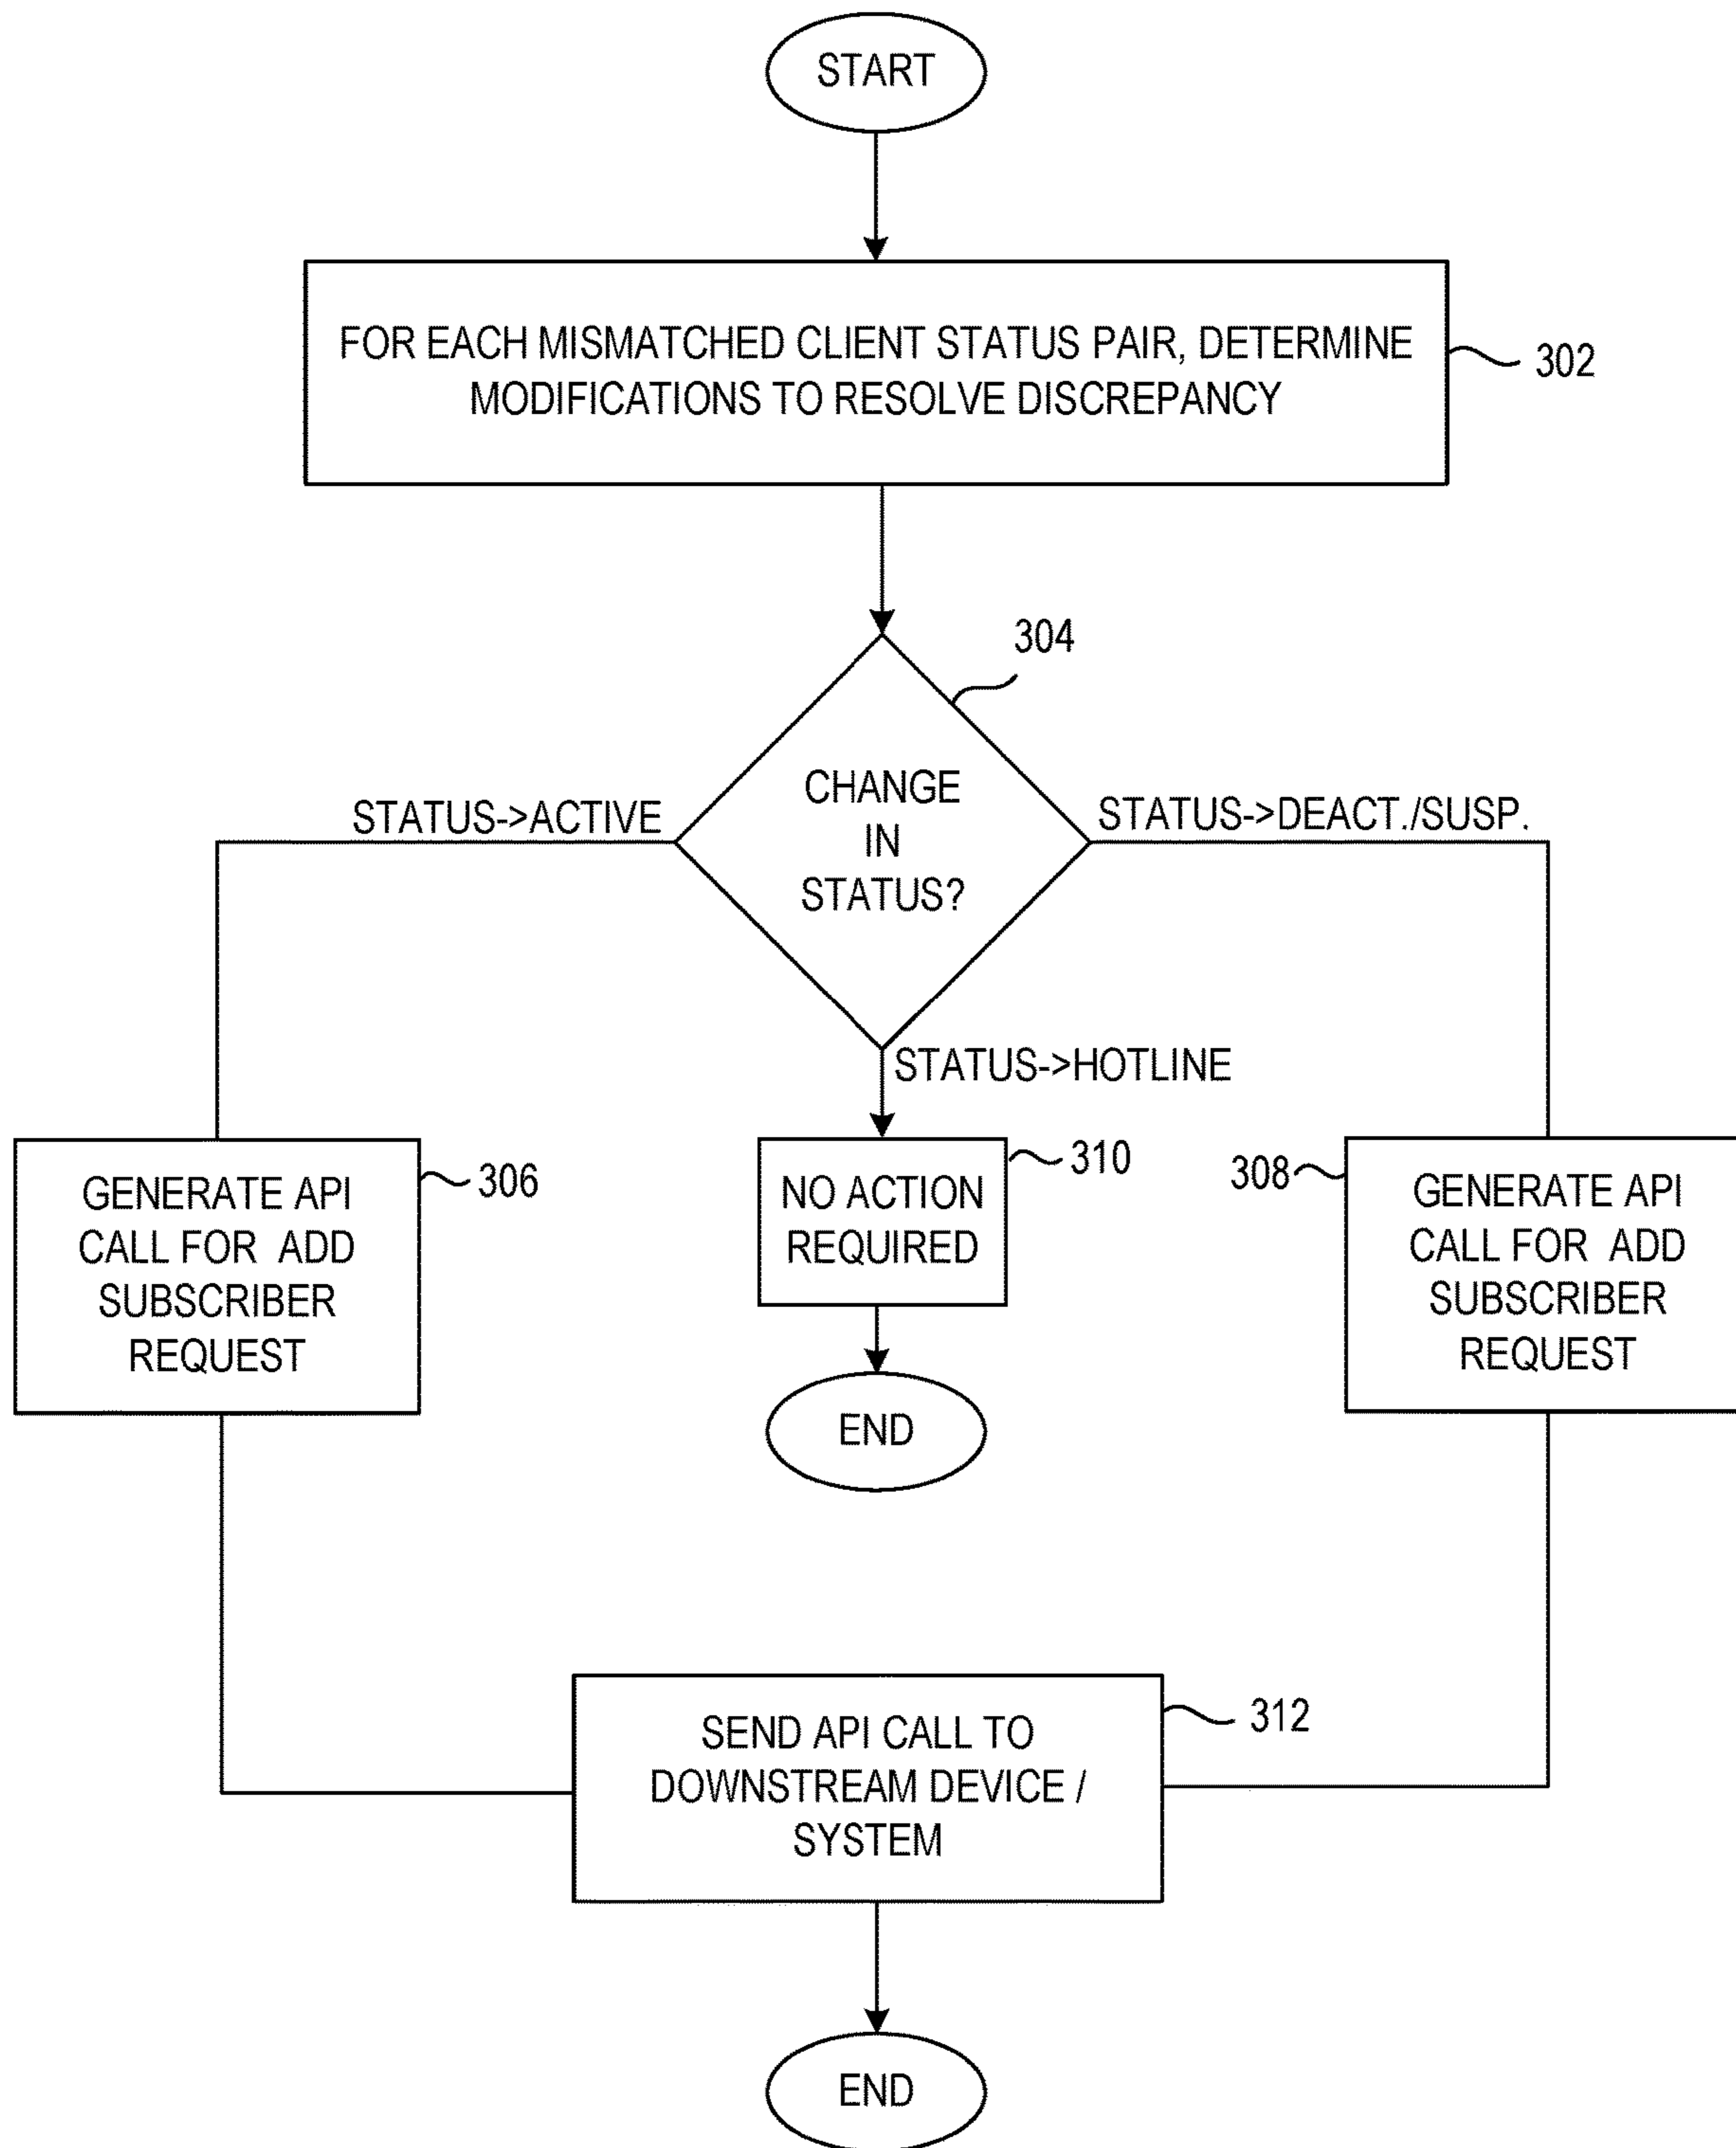 START
FOR EACH MISMATCHED CLIENT STATUS PAIR, DETERMINE
MODIFICATIONS TO RESOLVE DISCREPANCY
302
304
CHANGE
IN
STATUS?
STATUS->ACTIVE
STATUS->DEACT./SUSP.
STATUS->HOTLINE
GENERATE API
CALL FOR ADD
SUBSCRIBER
REQUEST
306
NO ACTION
REQUIRED
310
308
GENERATE API
CALL FOR ADD
SUBSCRIBER
REQUEST
END
SEND API CALL TO
DOWNSTREAM DEVICE /
SYSTEM
312
END